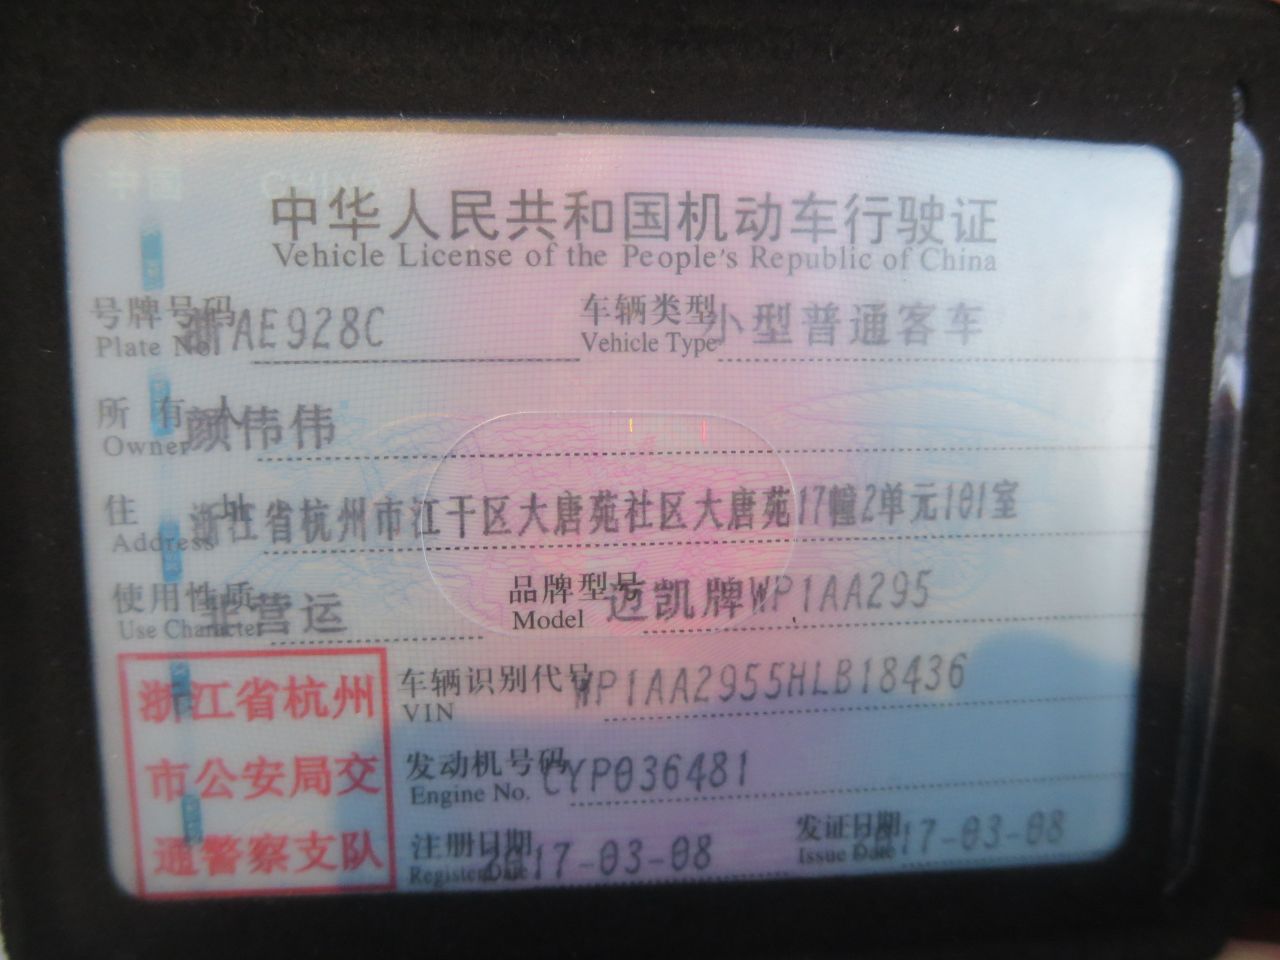 中华人民共和国机动车行驶证
Vehicle License of the People's Republic of China
号牌号码 浙AE928C 车辆类型 小型普通客车
Plate No. Vehicle Type
所有人 颜伟伟
Owner
住址 浙江省杭州市江干区大唐苑社区大唐苑17幢2单元101室
Address
使用性质 非营运 品牌型号 迈凯牌WP1AA295
Use Character Model
车辆识别代号 WP1AA2955HLB18436
VIN
发动机号码 CYP036481
Engine No.
注册日期 2017-03-08 发证日期 2017-03-08
Register Date Issue Date
浙江省杭州
市公安局交
通警察支队